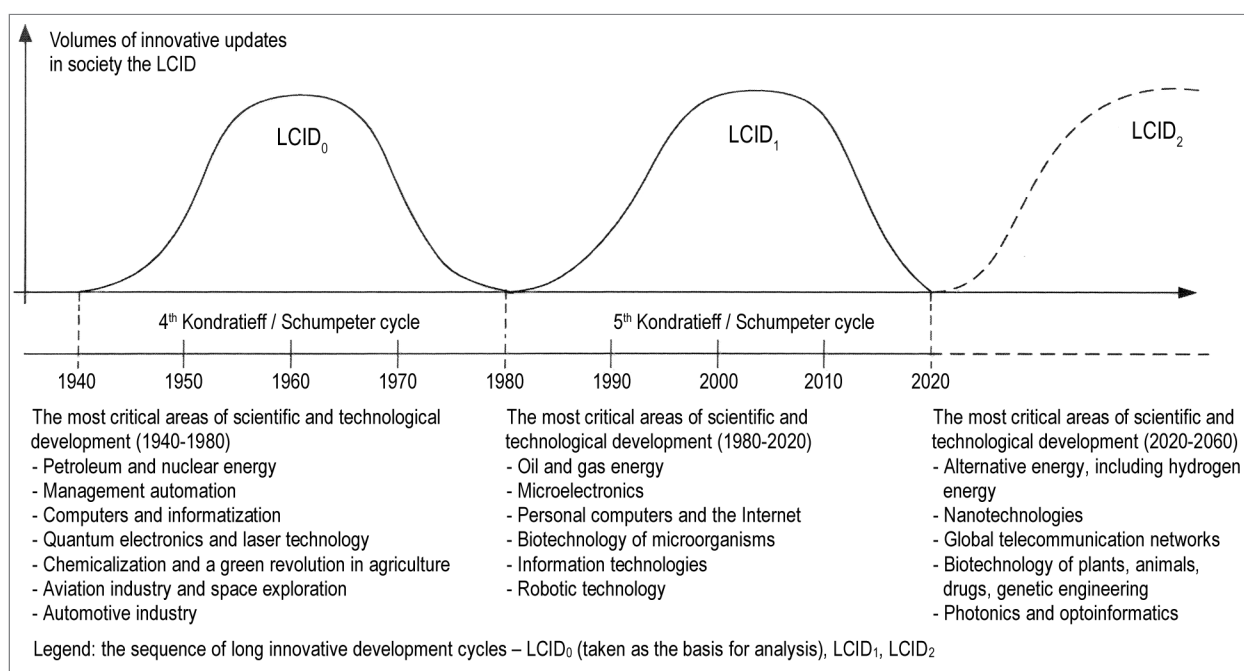 Volumes of innovative updates
in society the LCID
LCID₀
LCID₁
LCID₂
4th Kondratieff / Schumpeter cycle
5th Kondratieff / Schumpeter cycle
1940 1950 1960 1970 1980 1990 2000 2010 2020
The most critical areas of scientific and technological
development (1940-1980)
- Petroleum and nuclear energy
- Management automation
- Computers and informatization
- Quantum electronics and laser technology
- Chemicalization and a green revolution in agriculture
- Aviation industry and space exploration
- Automotive industry
The most critical areas of scientific and
technological development (1980-2020)
- Oil and gas energy
- Microelectronics
- Personal computers and the Internet
- Biotechnology of microorganisms
- Information technologies
- Robotic technology
The most critical areas of scientific and
technological development (2020-2060)
- Alternative energy, including hydrogen
energy
- Nanotechnologies
- Global telecommunication networks
- Biotechnology of plants, animals,
drugs, genetic engineering
- Photonics and optoinformatics
Legend: the sequence of long innovative development cycles – LCID₀ (taken as the basis for analysis), LCID₁, LCID₂